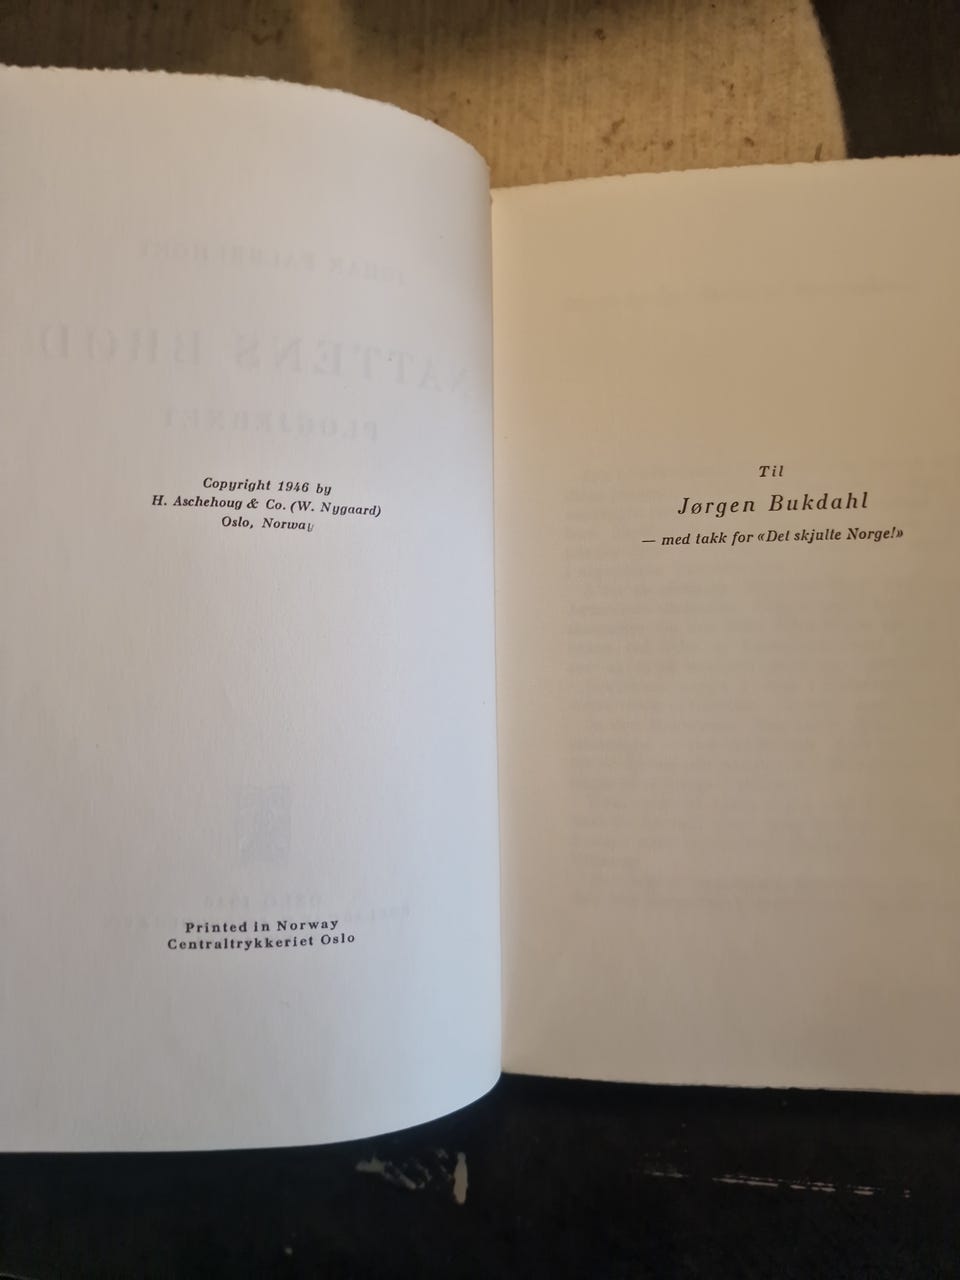 Copyright 1946 by
H. Aschehoug & Co. (W. Nygaard)
Oslo, Norway
Printed in Norway
Centraltrykkeriet Oslo
Til
Jørgen Bukdahl
— med takk for «Det skjulte Norge!»